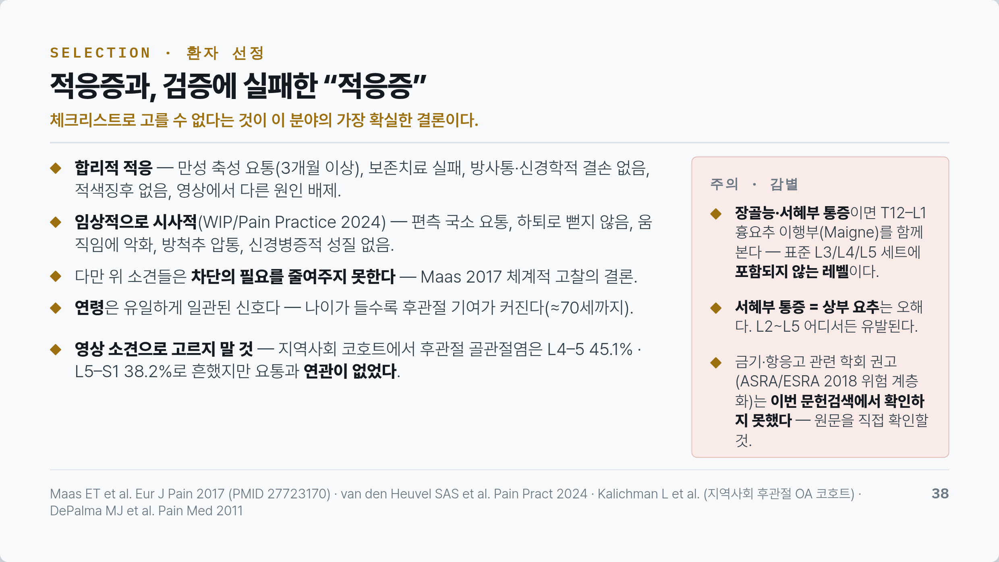 SELECTION · 환자 선정
적응증과, 검증에 실패한 “적응증”
체크리스트로 고를 수 없다는 것이 이 분야의 가장 확실한 결론이다.
◆ 합리적 적응 — 만성 축성 요통(3개월 이상), 보존치료 실패, 방사통·신경학적 결손 없음,
적색징후 없음, 영상에서 다른 원인 배제.
◆ 임상적으로 시사적(WIP/Pain Practice 2024) — 편측 국소 요통, 하퇴로 뻗지 않음, 움
직임에 악화, 방척추 압통, 신경병증적 성질 없음.
◆ 다만 위 소견들은 차단의 필요를 줄여주지 못한다 — Maas 2017 체계적 고찰의 결론.
◆ 연령은 유일하게 일관된 신호다 — 나이가 들수록 후관절 기여가 커진다(≈70세까지).
◆ 영상 소견으로 고르지 말 것 — 지역사회 코호트에서 후관절 골관절염은 L4–5 45.1% ·
L5–S1 38.2%로 흔했지만 요통과 연관이 없었다.
주의 · 감별
◆ 장골능·서혜부 통증이면 T12–L1
흉요추 이행부(Maigne)를 함께
본다 — 표준 L3/L4/L5 세트에
포함되지 않는 레벨이다.
◆ 서혜부 통증 = 상부 요추는 오해
다. L2~L5 어디서든 유발된다.
◆ 금기·항응고 관련 학회 권고
(ASRA/ESRA 2018 위험 계층
화)는 이번 문헌검색에서 확인하
지 못했다 — 원문을 직접 확인할
것.
Maas ET et al. Eur J Pain 2017 (PMID 27723170) · van den Heuvel SAS et al. Pain Pract 2024 · Kalichman L et al. (지역사회 후관절 OA 코호트) ·
DePalma MJ et al. Pain Med 2011
38